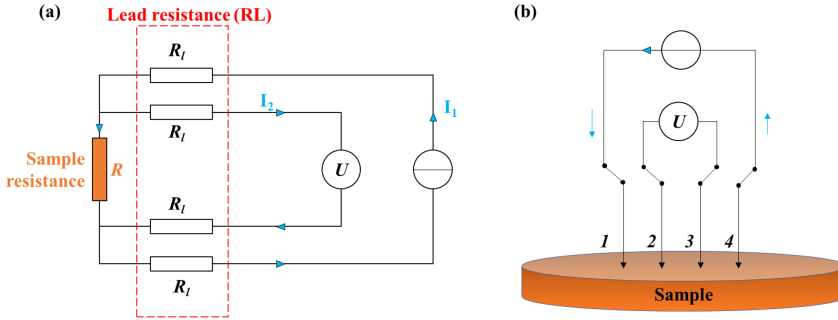 (a)
Lead resistance (RL)
Rl
Rl
I2
I1
Sample
resistance
R
U
Rl
Rl
(b)
U
1 2 3 4
Sample